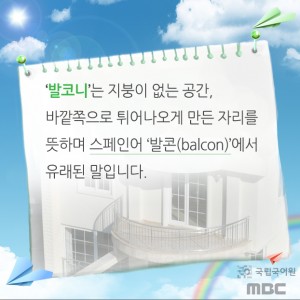 ‘발코니’는 지붕이 없는 공간,
바깥쪽으로 튀어나오게 만든 자리를
뜻하며 스페인어 ‘발콘(balcon)’에서
유래된 말입니다.
국립국어원
MBC